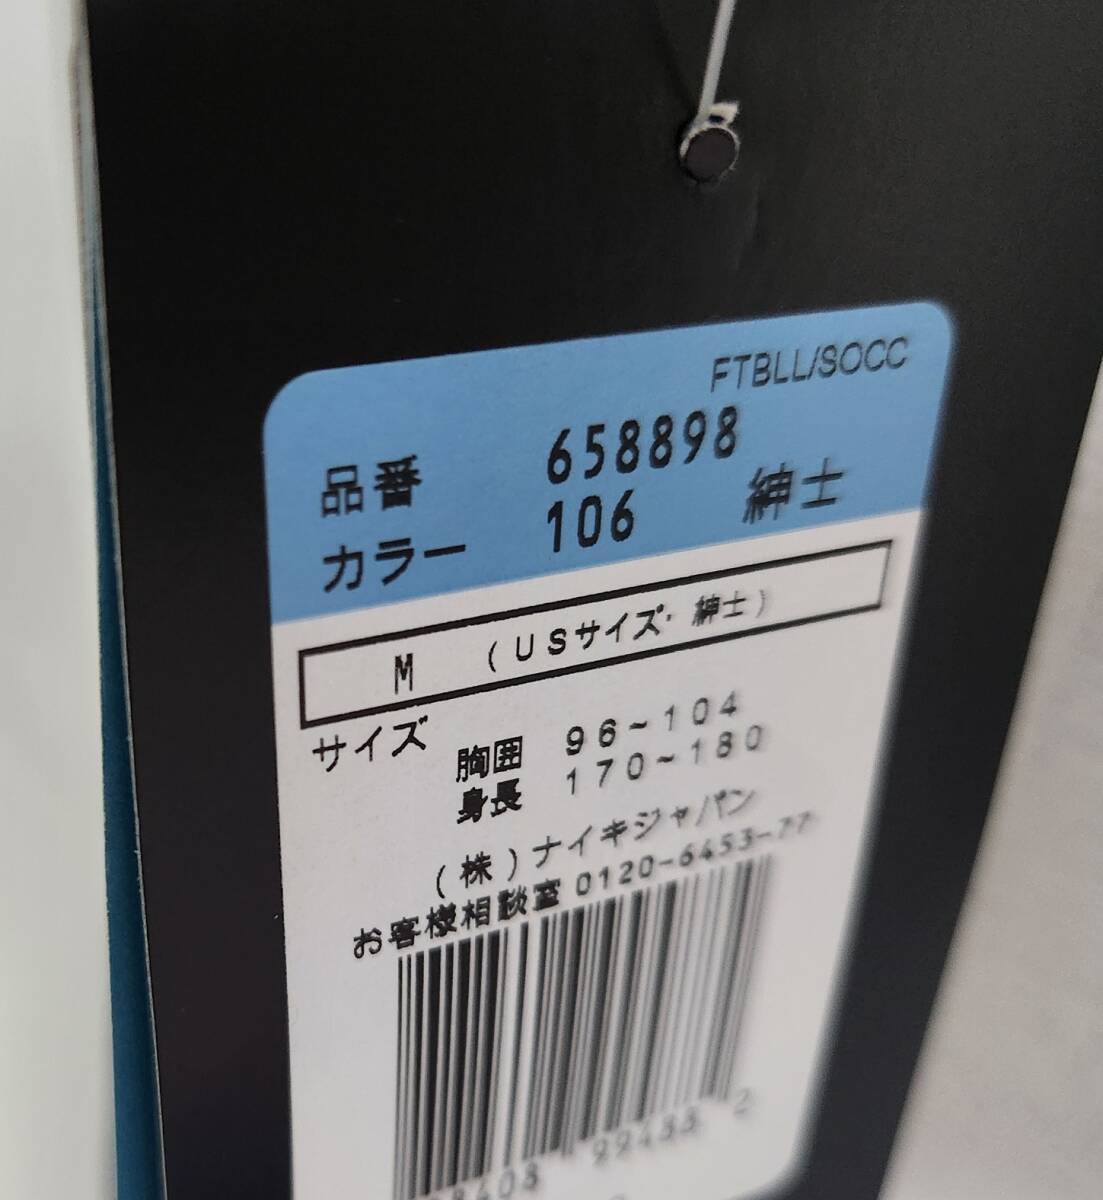 FTBLL/SOCC
品番 658898
カラー 106 紳士
M (USサイズ・紳士)
サイズ
胸囲 96~104
身長 170~180
(株)ナイキジャパン
お客様相談室 0120-6453-77